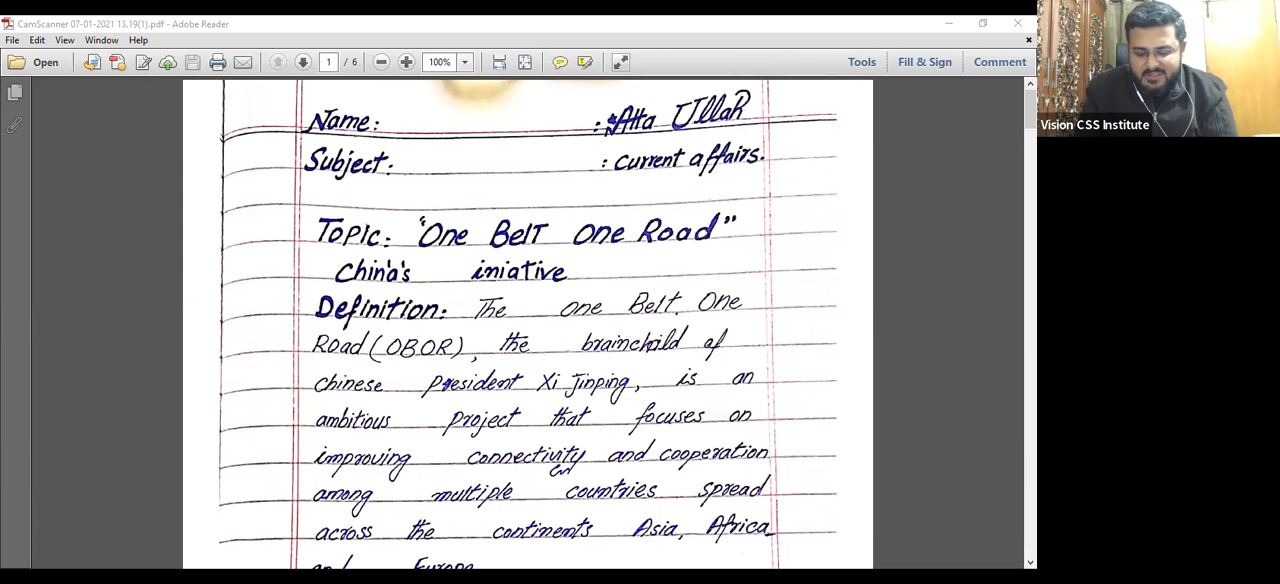 CamScanner 07-01-2021 13.19(1).pdf - Adobe Reader
File Edit View Window Help
Open 1 / 6 100% Tools Fill & Sign Comment
Vision CSS Institute
Name: : Atta Ullah
Subject: : Current affairs.
Topic: "One Belt One Road"
China's iniative
Definition: The one Belt. One
Road (OBOR), the brainchild of
Chinese President Xi Jinping, is an
ambitious project that focuses on
improving connectivity and cooperation
among multiple countries spread
across the continents Asia, Africa
and Europe